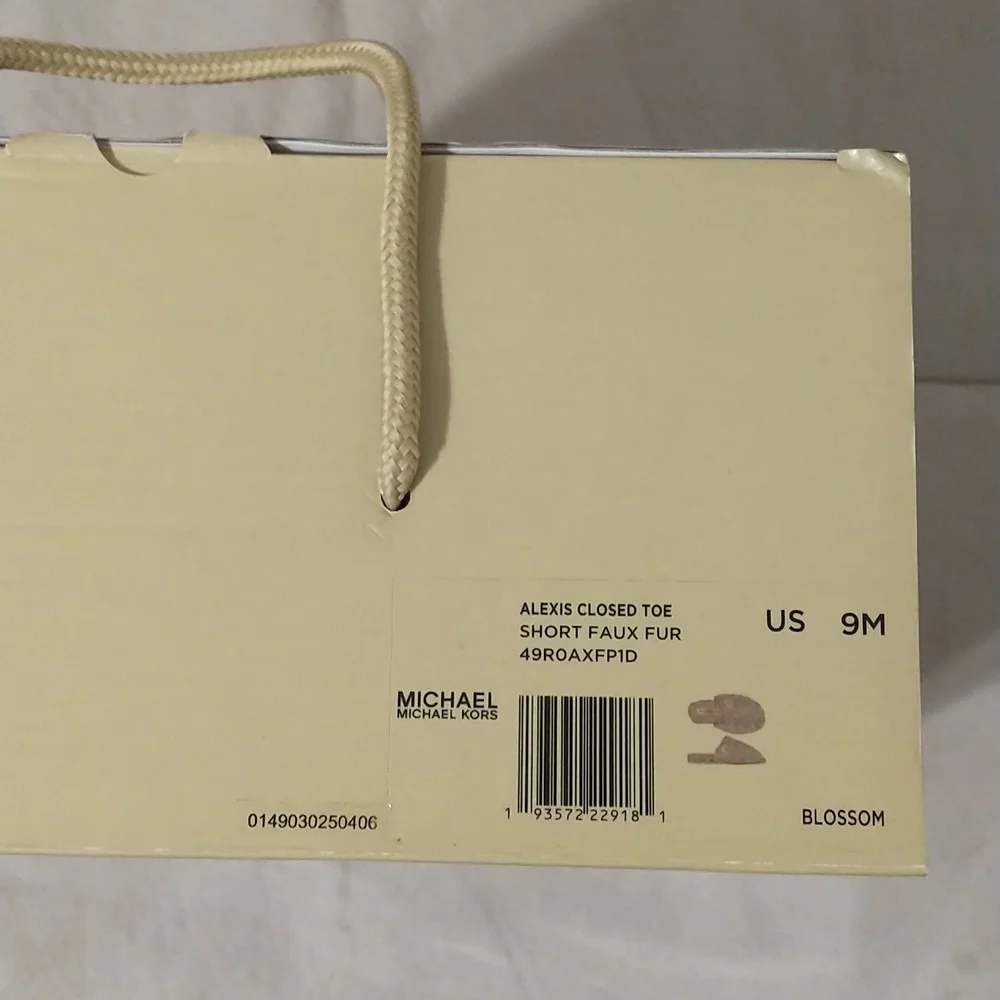 ALEXIS CLOSED TOE
SHORT FAUX FUR
49R0AXFP1D
US 9M
MICHAEL
MICHAEL KORS
1 93572 22918 1
BLOSSOM
0149030250406